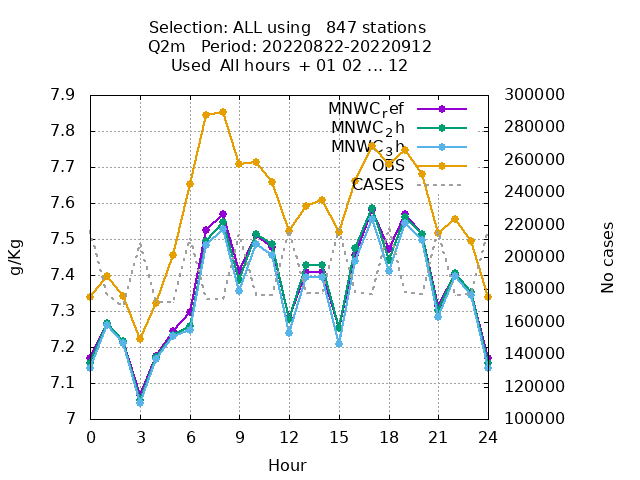 Selection: ALL using   847 stations
Q2m   Period: 20220822-20220912
Used  All hours  + 01 02 ... 12
7.9
7.8
7.7
7.6
7.5
7.4
7.3
7.2
7.1
7
g/Kg
MNWC_ref
MNWC_2h
MNWC_3h
OBS
CASES
300000
280000
260000
240000
220000
200000
180000
160000
140000
120000
100000
No cases
0 3 6 9 12 15 18 21 24
Hour